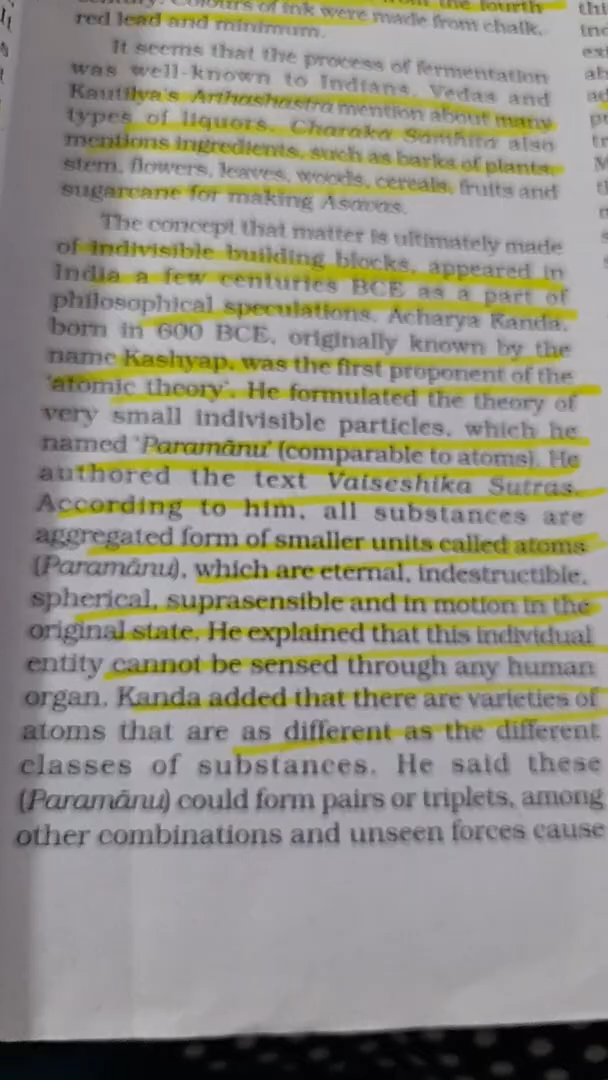 Colours of ink were made from chalk,
red lead and minimum.
It seems that the process of fermentation
was well-known to Indians. Vedas and
Kautilya's Arthashastra mention about many
types of liquors. Charaka Samhita also
mentions ingredients, such as barks of plants,
stem, flowers, leaves, woods, cereals, fruits and
sugarcane for making Asavas.
The concept that matter is ultimately made
of indivisible building blocks, appeared in
India a few centuries BCE as a part of
philosophical speculations. Acharya Kanda,
born in 600 BCE, originally known by the
name Kashyap, was the first proponent of the
'atomic theory'. He formulated the theory of
very small indivisible particles, which he
named 'Paramānu' (comparable to atoms). He
authored the text Vaiseshika Sutras.
According to him, all substances are
aggregated form of smaller units called atoms
(Paramānu), which are eternal, indestructible,
spherical, suprasensible and in motion in the
original state. He explained that this individual
entity cannot be sensed through any human
organ. Kanda added that there are varieties of
atoms that are as different as the different
classes of substances. He said these
(Paramānu) could form pairs or triplets, among
other combinations and unseen forces cause